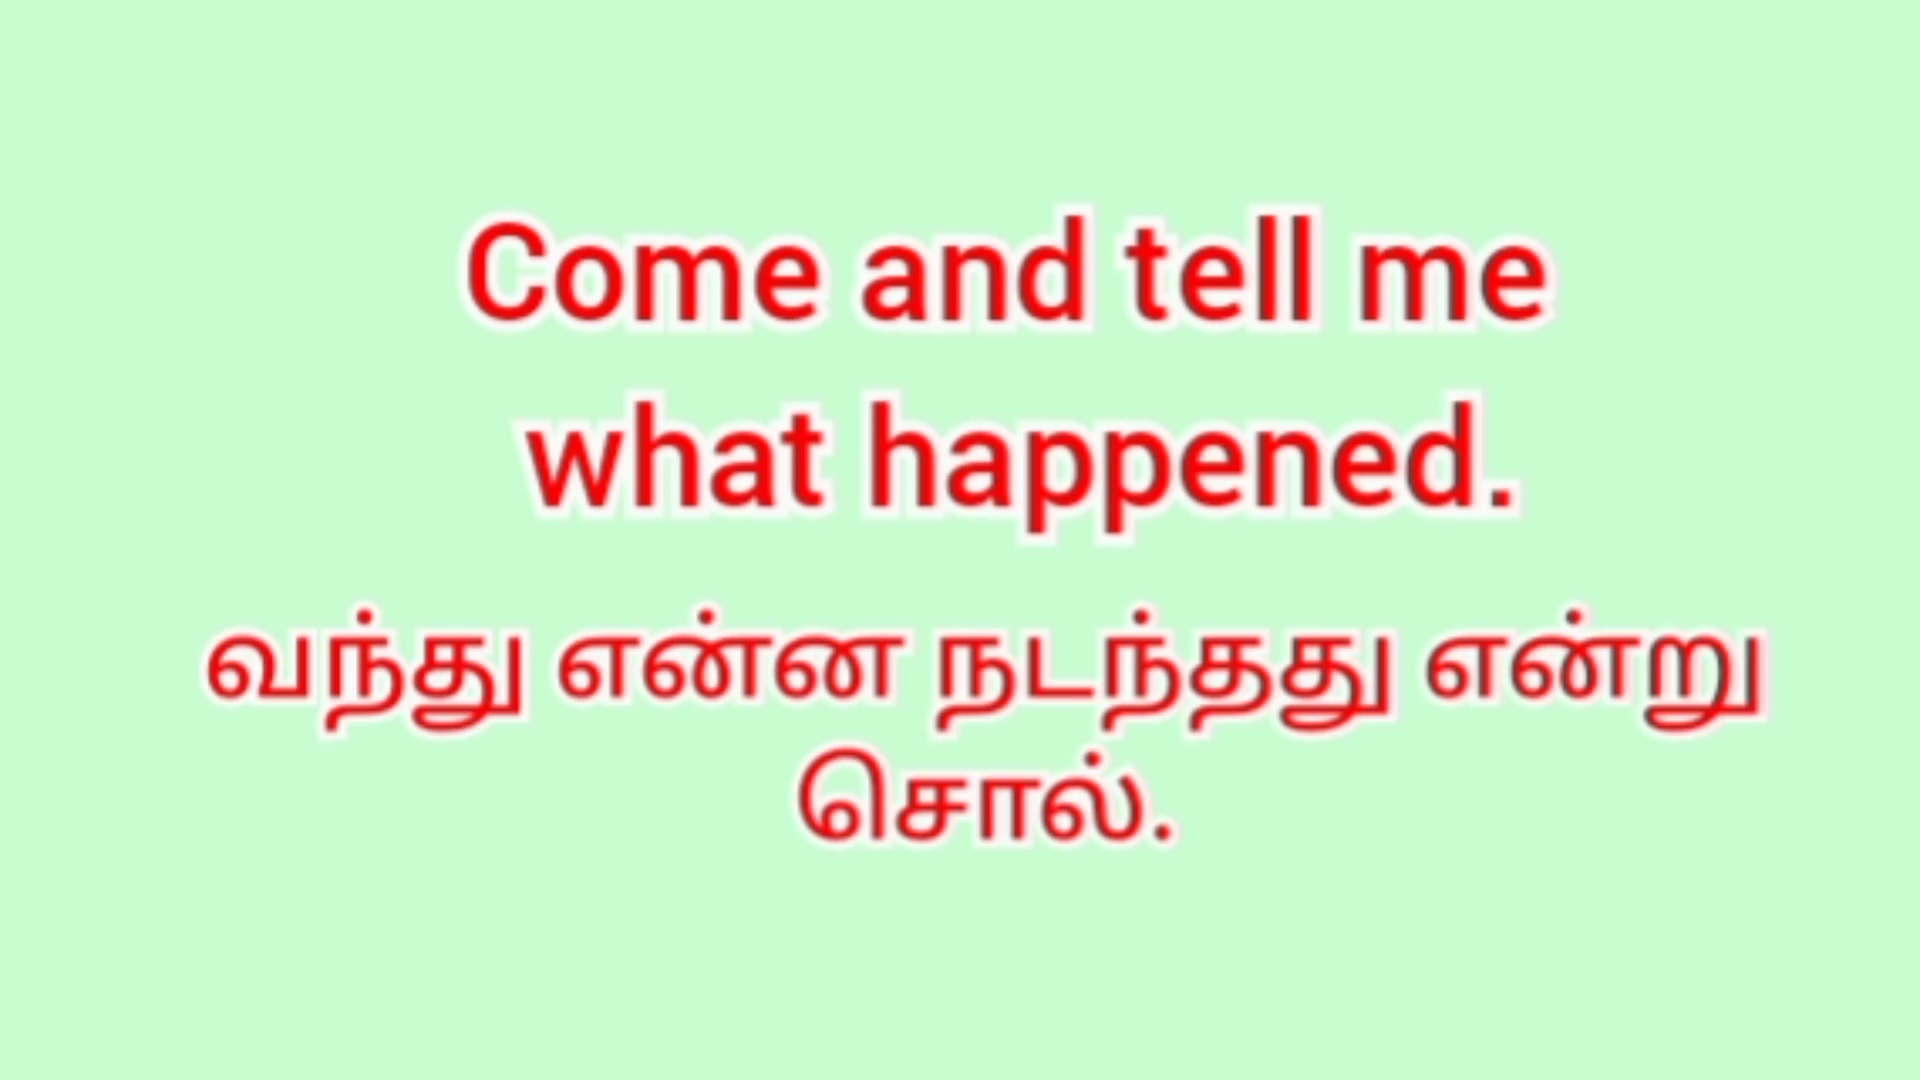 Come and tell me
what happened.
வந்து என்ன நடந்தது என்று
சொல்.